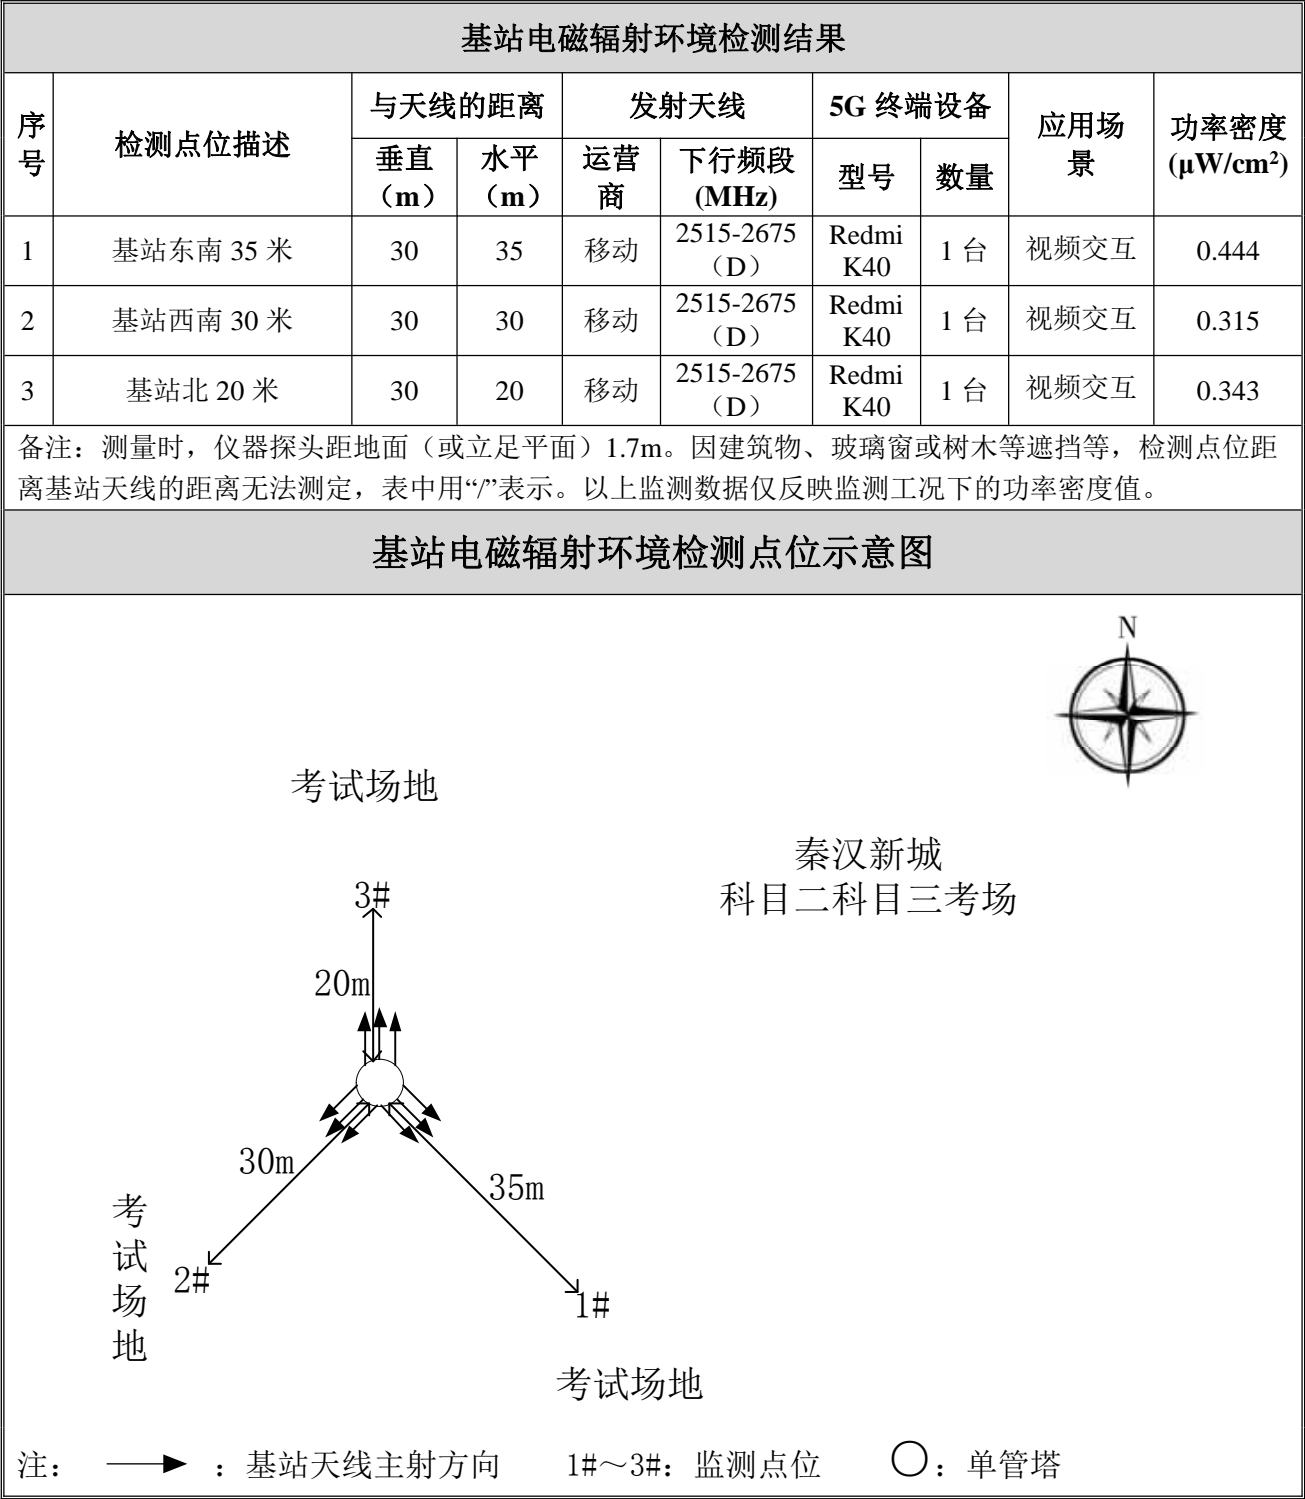 基站电磁辐射环境检测结果
序号 检测点位描述 与天线的距离 发射天线 5G 终端设备 应用场景 功率密度(μW/cm²)
垂直（m） 水平（m） 运营商 下行频段(MHz) 型号 数量
1 基站东南 35 米 30 35 移动 2515-2675（D） Redmi K40 1 台 视频交互 0.444
2 基站西南 30 米 30 30 移动 2515-2675（D） Redmi K40 1 台 视频交互 0.315
3 基站北 20 米 30 20 移动 2515-2675（D） Redmi K40 1 台 视频交互 0.343
备注：测量时，仪器探头距地面（或立足平面）1.7m。因建筑物、玻璃窗或树木等遮挡等，检测点位距
离基站天线的距离无法测定，表中用“/”表示。以上监测数据仅反映监测工况下的功率密度值。
基站电磁辐射环境检测点位示意图
N
考试场地
秦汉新城
科目二科目三考场
3#
20m
30m
35m
考试场地
2#
1#
考试场地
注： ：基站天线主射方向 1#～3#：监测点位 ：单管塔